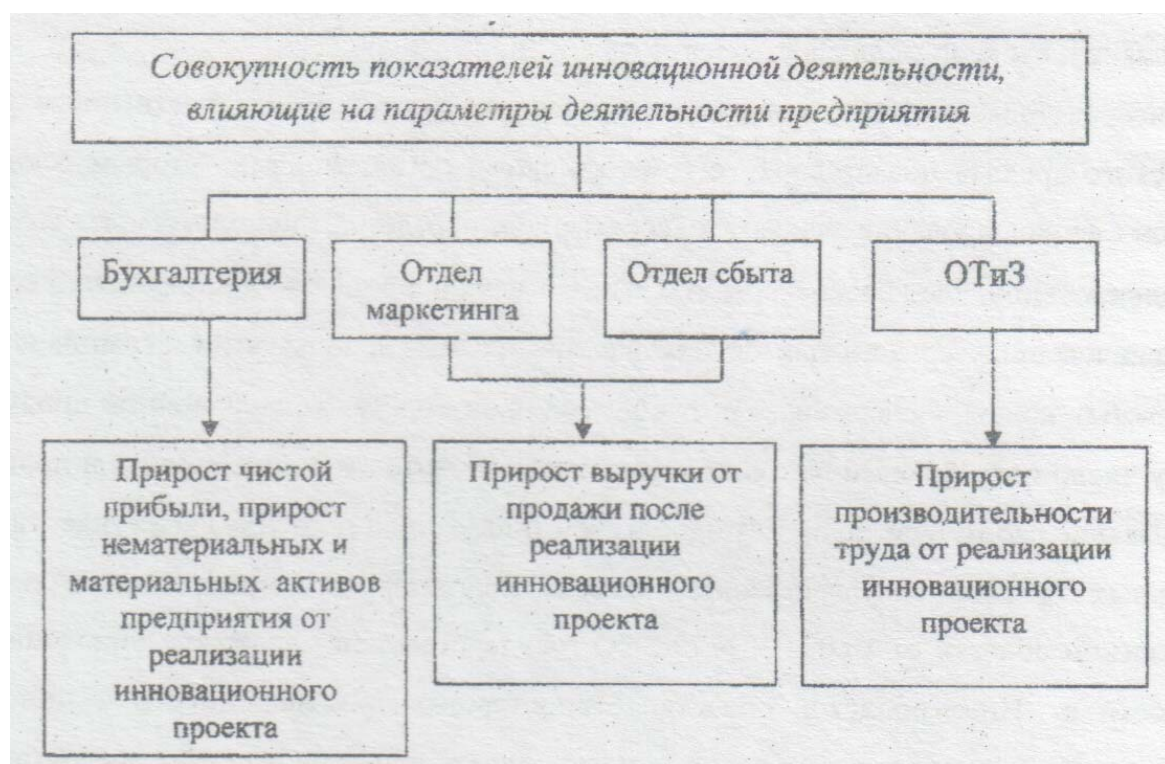 Совокупность показателей инновационной деятельности,
влияющие на параметры деятельности предприятия
Бухгалтерия
Отдел
маркетинга
Отдел сбыта
ОТиЗ
Прирост чистой
прибыли, прирост
нематериальных и
материальных активов
предприятия от
реализации
инновационного
проекта
Прирост выручки от
продажи после
реализации
инновационного
проекта
Прирост
производительности
труда от реализации
инновационного
проекта